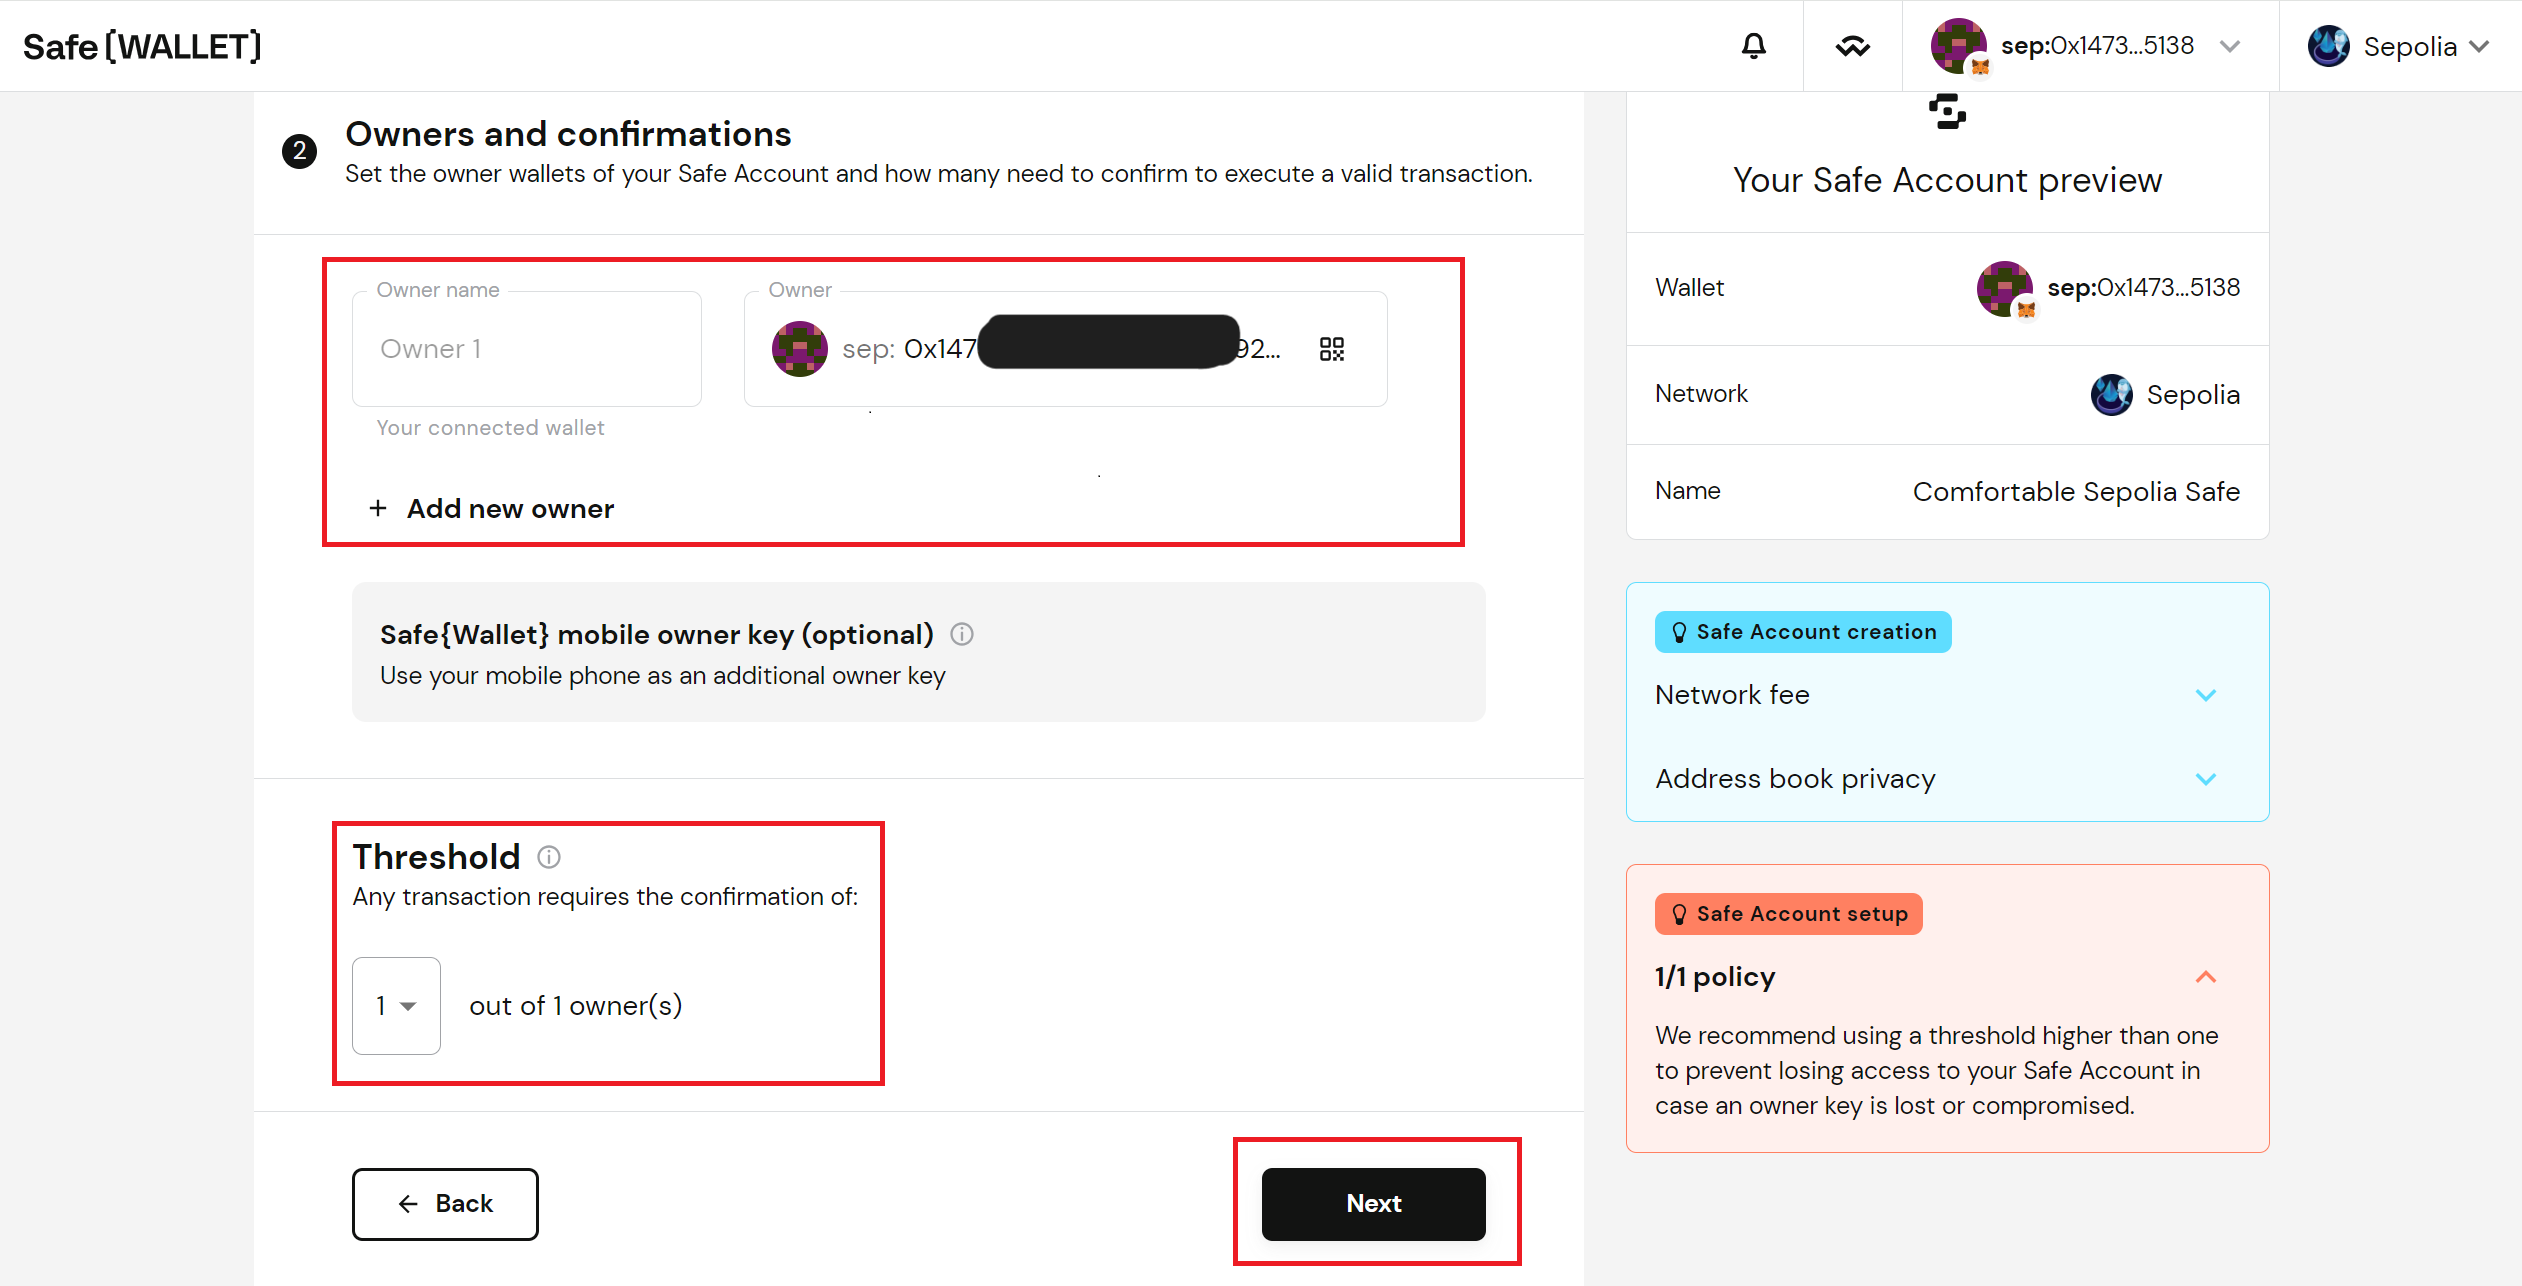 Safe{WALLET}
sep:0x1473...5138
Sepolia
2
Owners and confirmations
Set the owner wallets of your Safe Account and how many need to confirm to execute a valid transaction.
Owner name
Owner 1
Your connected wallet
Owner
sep: 0x147
92...
+ Add new owner
Safe{Wallet} mobile owner key (optional)
Use your mobile phone as an additional owner key
Threshold
Any transaction requires the confirmation of:
1
out of 1 owner(s)
Back
Next
Your Safe Account preview
Wallet
sep:0x1473...5138
Network
Sepolia
Name
Comfortable Sepolia Safe
Safe Account creation
Network fee
Address book privacy
Safe Account setup
1/1 policy
We recommend using a threshold higher than one
to prevent losing access to your Safe Account in
case an owner key is lost or compromised.